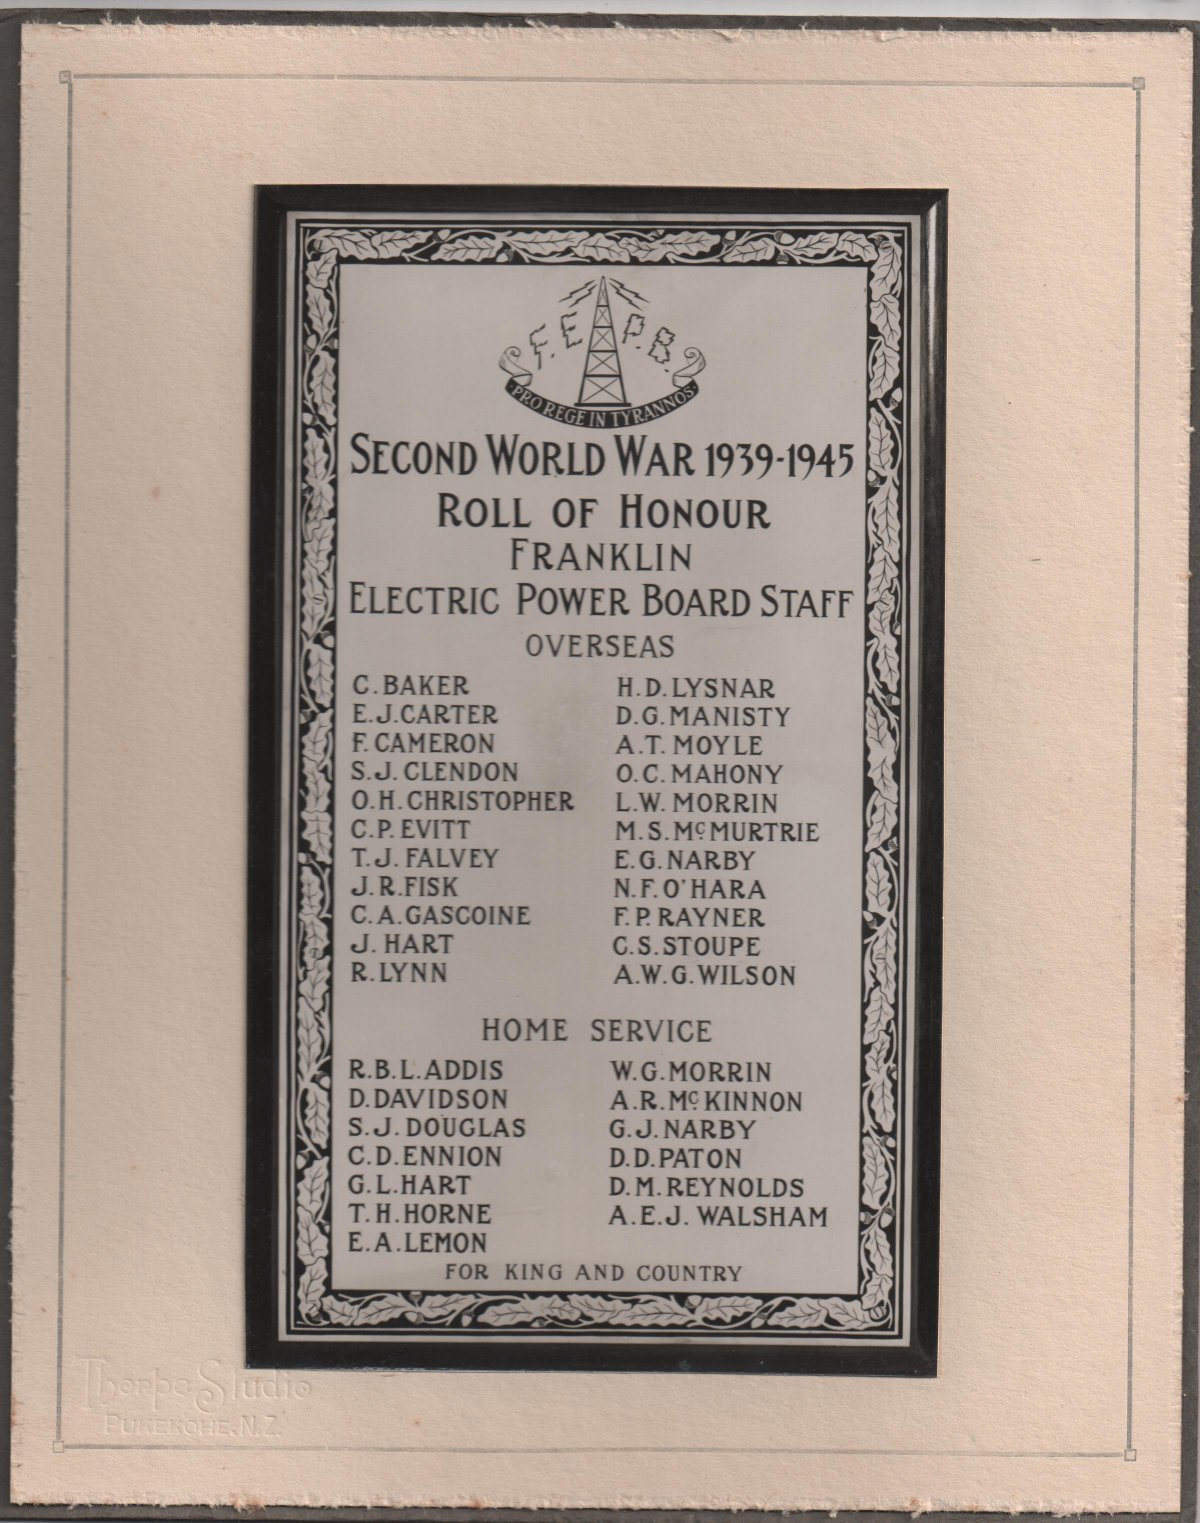 F. E. P. B.
PRO REGE IN TYRANNOS.
SECOND WORLD WAR 1939-1945
ROLL OF HONOUR
FRANKLIN
ELECTRIC POWER BOARD STAFF
OVERSEAS
C. BAKER
E. J. CARTER
F. CAMERON
S. J. CLENDON
O. H. CHRISTOPHER
C. P. EVITT
T. J. FALVEY
J. R. FISK
C. A. GASCOINE
J. HART
R. LYNN
H. D. LYSNAR
D. G. MANISTY
A. T. MOYLE
O. C. MAHONY
L. W. MORRIN
M. S. McMURTRIE
E. G. NARBY
N. F. O'HARA
F. P. RAYNER
C. S. STOUPE
A. W. G. WILSON
HOME SERVICE
R. B. L. ADDIS
D. DAVIDSON
S. J. DOUGLAS
C. D. ENNION
G. L. HART
T. H. HORNE
E. A. LEMON
W. G. MORRIN
A. R. McKINNON
G. J. NARBY
D. D. PATON
D. M. REYNOLDS
A. E. J. WALSHAM
FOR KING AND COUNTRY
Thorpe Studio
PUKEKOHE, N.Z.